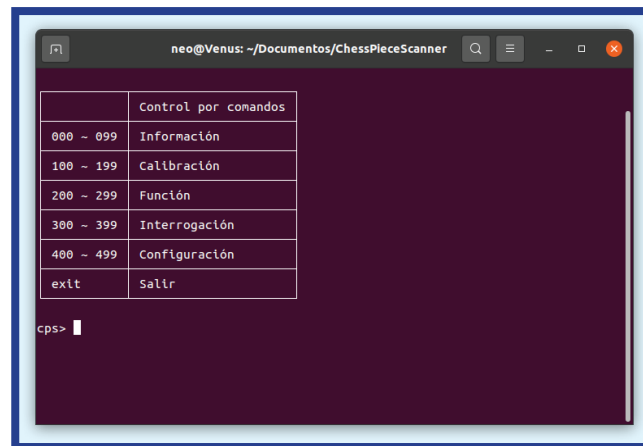 neo@Venus: ~/Documentos/ChessPieceScanner
Control por comandos
000 ~ 099 Información
100 ~ 199 Calibración
200 ~ 299 Función
300 ~ 399 Interrogación
400 ~ 499 Configuración
exit Salir
cps>